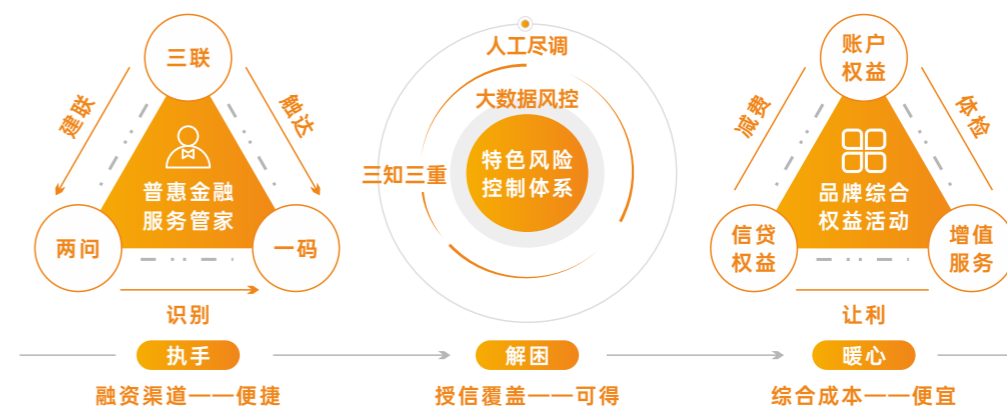 三联
建联
触达
普惠金融
服务管家
两问
一码
识别
执手
融资渠道——便捷
人工尽调
大数据风控
三知三重
特色风险
控制体系
解困
授信覆盖——可得
账户
权益
减费
体检
品牌综合
权益活动
信贷
权益
增值
服务
让利
暖心
综合成本——便宜